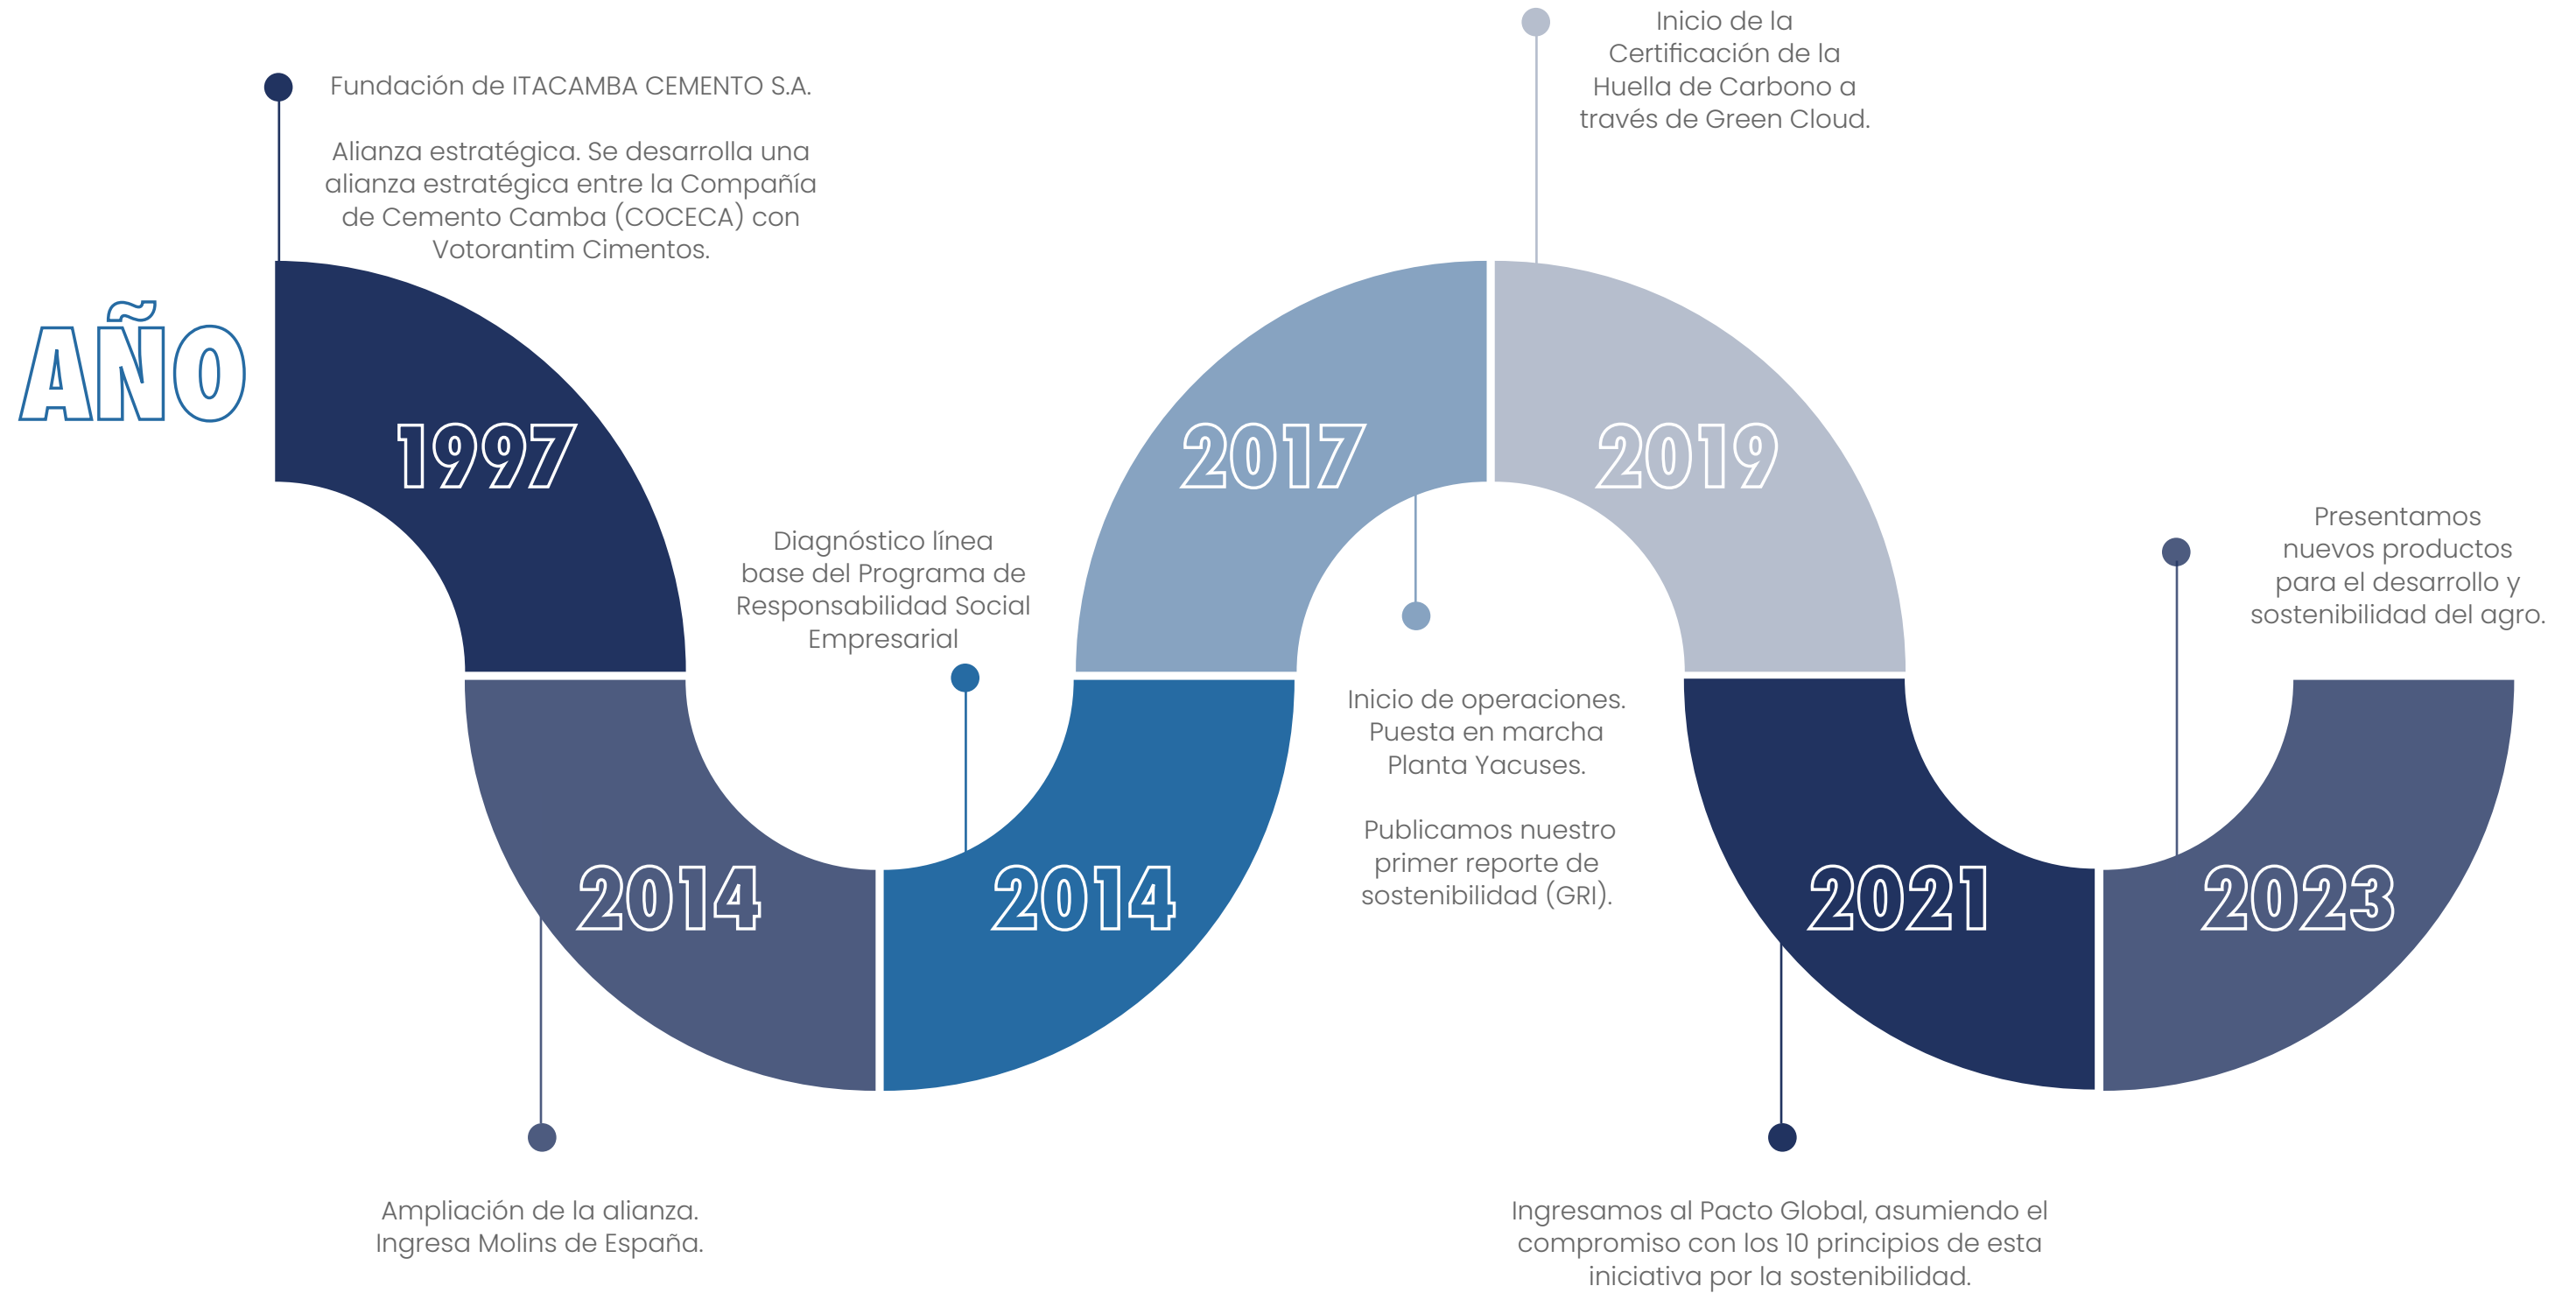 AÑO
Fundación de ITACAMBA CEMENTO S.A.
Alianza estratégica. Se desarrolla una
alianza estratégica entre la Compañía
de Cemento Camba (COCECA) con
Votorantim Cimentos.
1997
2014
Ampliación de la alianza.
Ingresa Molins de España.
Diagnóstico línea
base del Programa de
Responsabilidad Social
Empresarial
2014
2017
Inicio de operaciones.
Puesta en marcha
Planta Yacuses.
Publicamos nuestro
primer reporte de
sostenibilidad (GRI).
Inicio de la
Certificación de la
Huella de Carbono a
través de Green Cloud.
2019
2021
Ingresamos al Pacto Global, asumiendo el
compromiso con los 10 principios de esta
iniciativa por la sostenibilidad.
Presentamos
nuevos productos
para el desarrollo y
sostenibilidad del agro.
2023